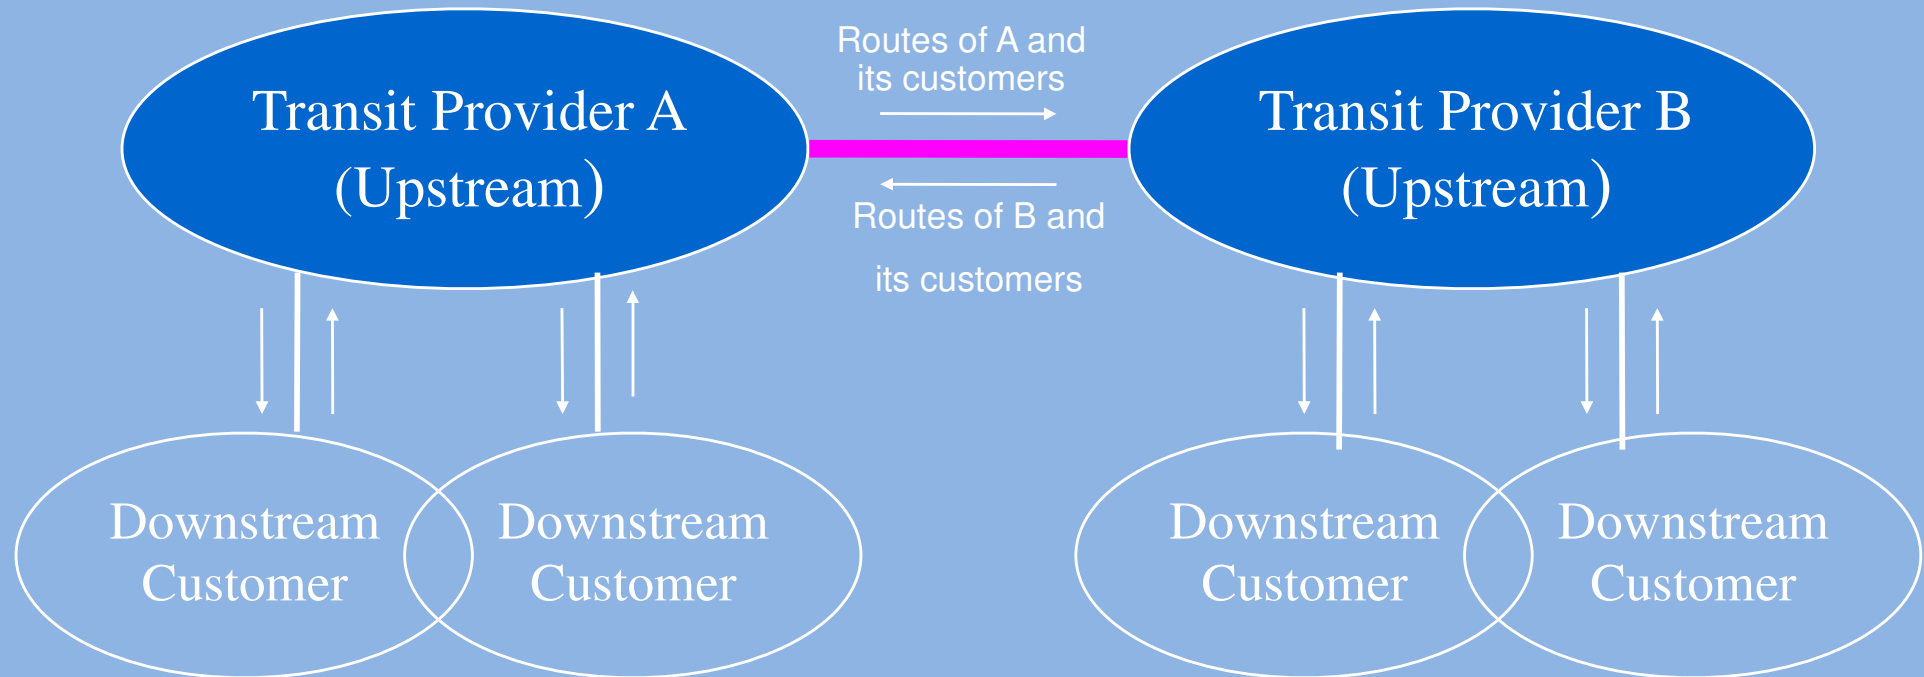 Transit Provider A
(Upstream)
Routes of A and
its customers
Routes of B and
its customers
Transit Provider B
(Upstream)
Downstream
Customer
Downstream
Customer
Downstream
Customer
Downstream
Customer